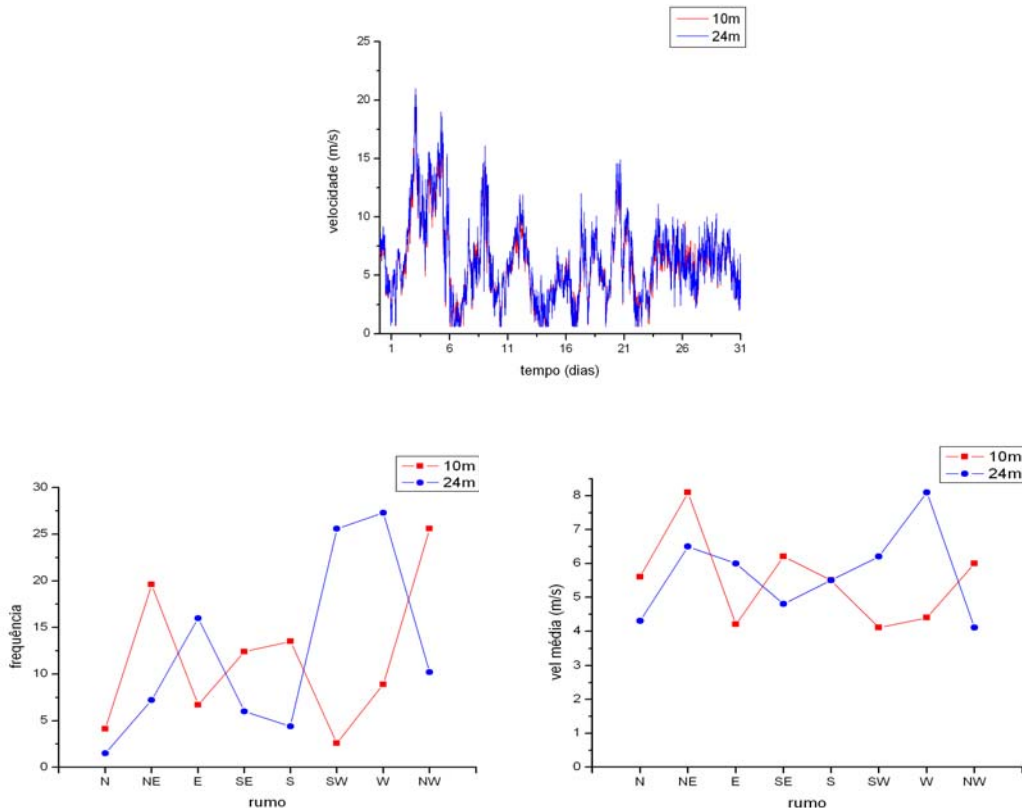 10m
24m
25
20
15
10
5
0
velocidade (m/s)
1 6 11 16 21 26 31
tempo (dias)
10m
24m
30
25
20
15
10
5
0
frequência
N NE E SE S SW W NW
rumo
10m
24m
8
7
6
5
4
3
2
1
0
vel média (m/s)
N NE E SE S SW W NW
rumo